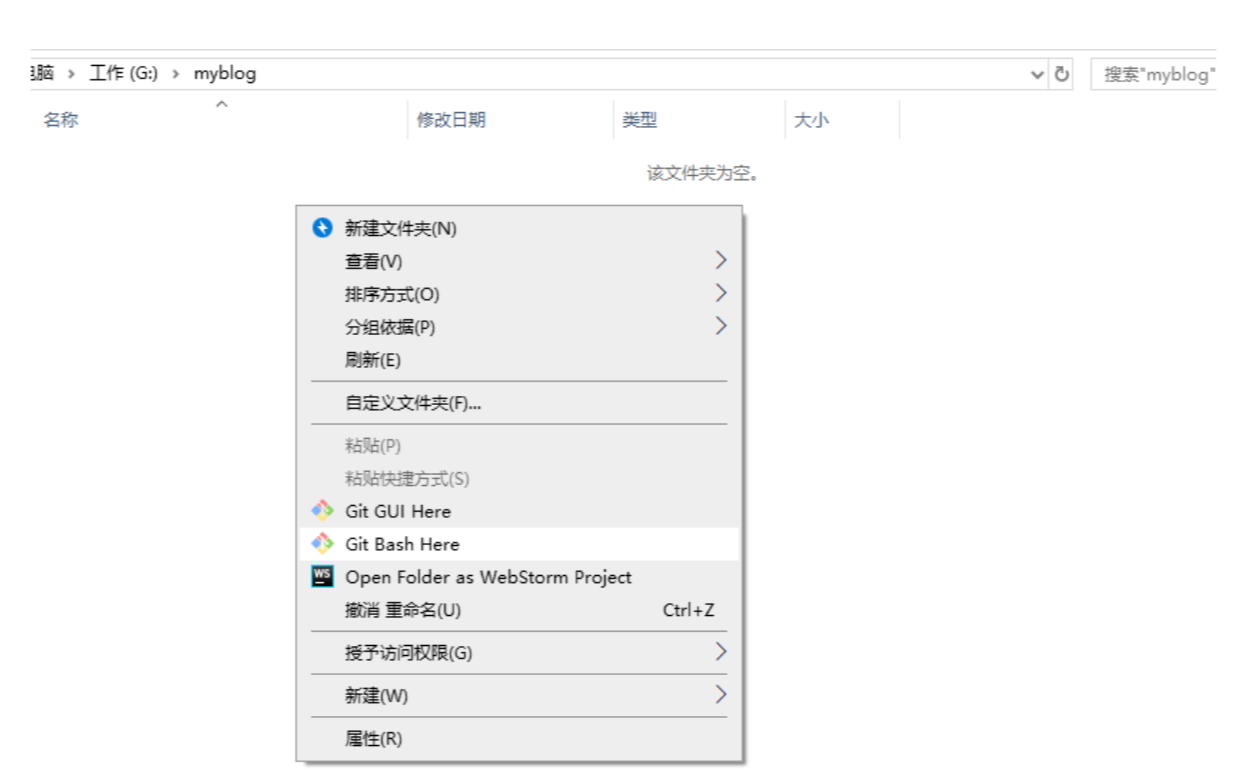 脑 › 工作 (G:) › myblog
搜索"myblog"
名称
修改日期
类型
大小
该文件夹为空。
新建文件夹(N)
查看(V)
排序方式(O)
分组依据(P)
刷新(E)
自定义文件夹(F)...
粘贴(P)
粘贴快捷方式(S)
Git GUI Here
Git Bash Here
WS
Open Folder as WebStorm Project
撤消 重命名(U) Ctrl+Z
授予访问权限(G)
新建(W)
属性(R)